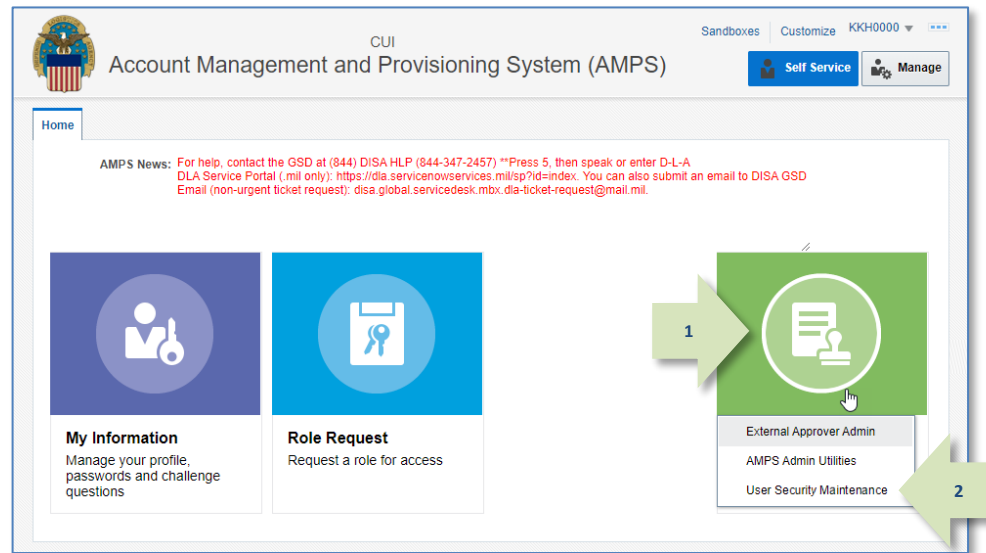 CUI
Account Management and Provisioning System (AMPS)
Sandboxes
Customize
KKH0000
Self Service
Manage
Home
AMPS News: For help, contact the GSD at (844) DISA HLP (844-347-2457) **Press 5, then speak or enter D-L-A
DLA Service Portal (.mil only): https://dla.servicenowservices.mil/sp?id=index. You can also submit an email to DISA GSD
Email (non-urgent ticket request): disa.global.servicedesk.mbx.dla-ticket-request@mail.mil.
My Information
Manage your profile,
passwords and challenge
questions
Role Request
Request a role for access
1
External Approver Admin
AMPS Admin Utilities
User Security Maintenance
2